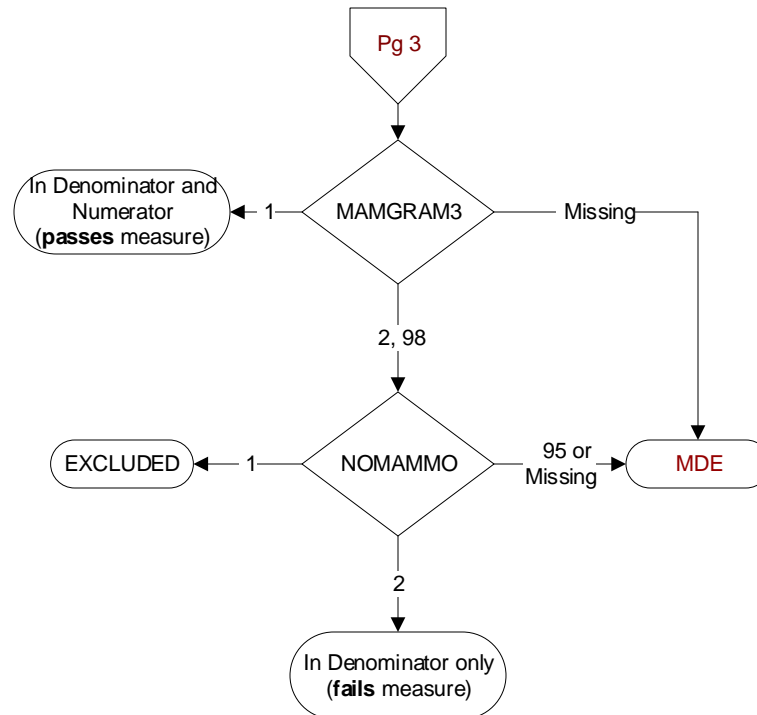 Pg 3
In Denominator and
Numerator
(passes measure)
1
MAMGRAM3
Missing
2, 98
EXCLUDED
1
NOMAMMO
95 or
Missing
MDE
2
In Denominator only
(fails measure)